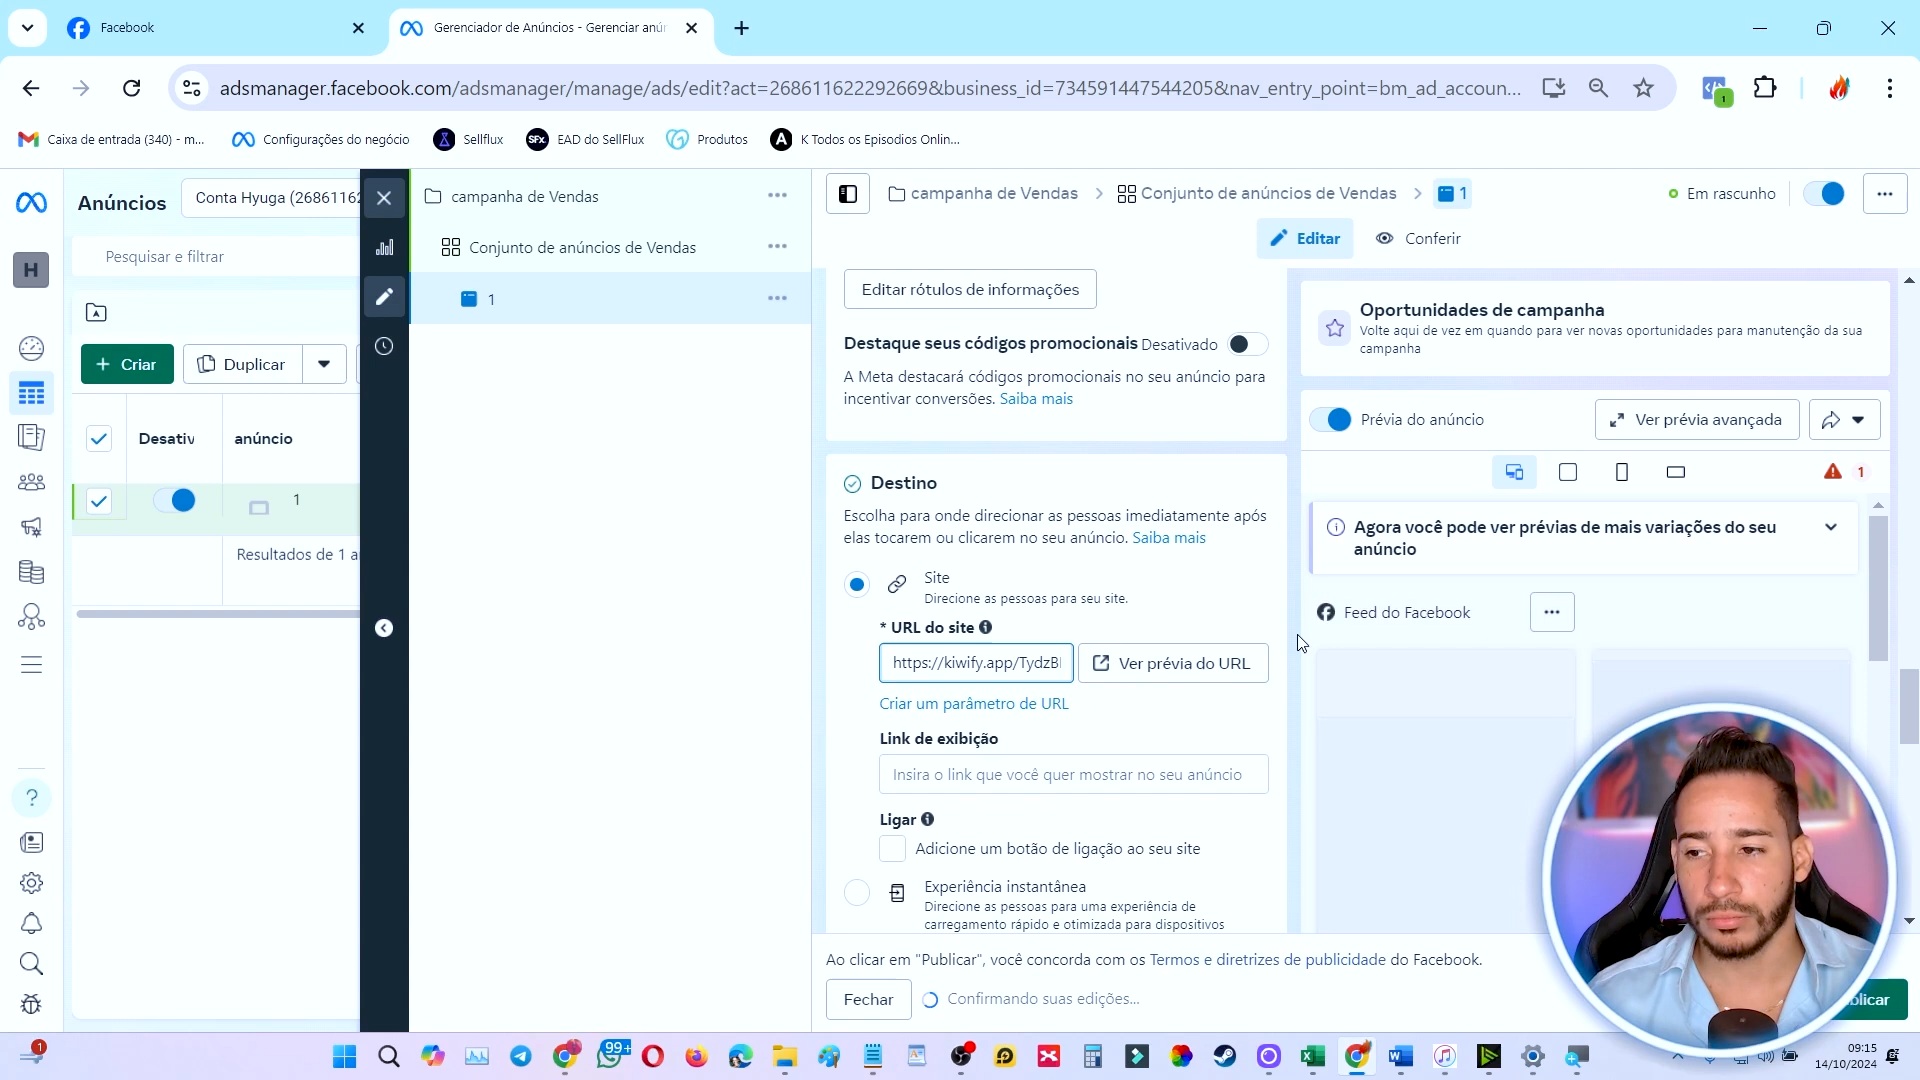 Facebook
Gerenciador de Anúncios - Gerenciar anún
adsmanager.facebook.com/adsmanager/manage/ads/edit?act=268611622292669&business_id=734591447544205&nav_entry_point=bm_ad_accoun...
1
Caixa de entrada (340) - m...
Configurações do negócio
Sellflux
SFx
EAD do SellFlux
Produtos
K Todos os Episodios Onlin...
Anúncios
Conta Hyuga (26861162
campanha de Vendas
campanha de Vendas
Conjunto de anúncios de Vendas
1
Em rascunho
Editar
Conferir
Pesquisar e filtrar
Conjunto de anúncios de Vendas
H
1
Criar
Duplicar
Desativ
anúncio
1
Resultados de 1 a
Editar rótulos de informações
Destaque seus códigos promocionais
Desativado
A Meta destacará códigos promocionais no seu anúncio para
incentivar conversões. Saiba mais
Destino
Escolha para onde direcionar as pessoas imediatamente após
elas tocarem ou clicarem no seu anúncio. Saiba mais
Site
Direcione as pessoas para seu site.
* URL do site
https://kiwify.app/TydzB
Ver prévia do URL
Criar um parâmetro de URL
Link de exibição
Insira o link que você quer mostrar no seu anúncio
Ligar
Adicione um botão de ligação ao seu site
Experiência instantânea
Direcione as pessoas para uma experiência de
carregamento rápido e otimizada para dispositivos
Oportunidades de campanha
Volte aqui de vez em quando para ver novas oportunidades para manutenção da sua
campanha
Prévia do anúncio
Ver prévia avançada
1
Agora você pode ver prévias de mais variações do seu
anúncio
Feed do Facebook
Ao clicar em "Publicar", você concorda com os Termos e diretrizes de publicidade do Facebook.
Fechar
Confirmando suas edições...
blicar
1
99+
09:15
14/10/2024